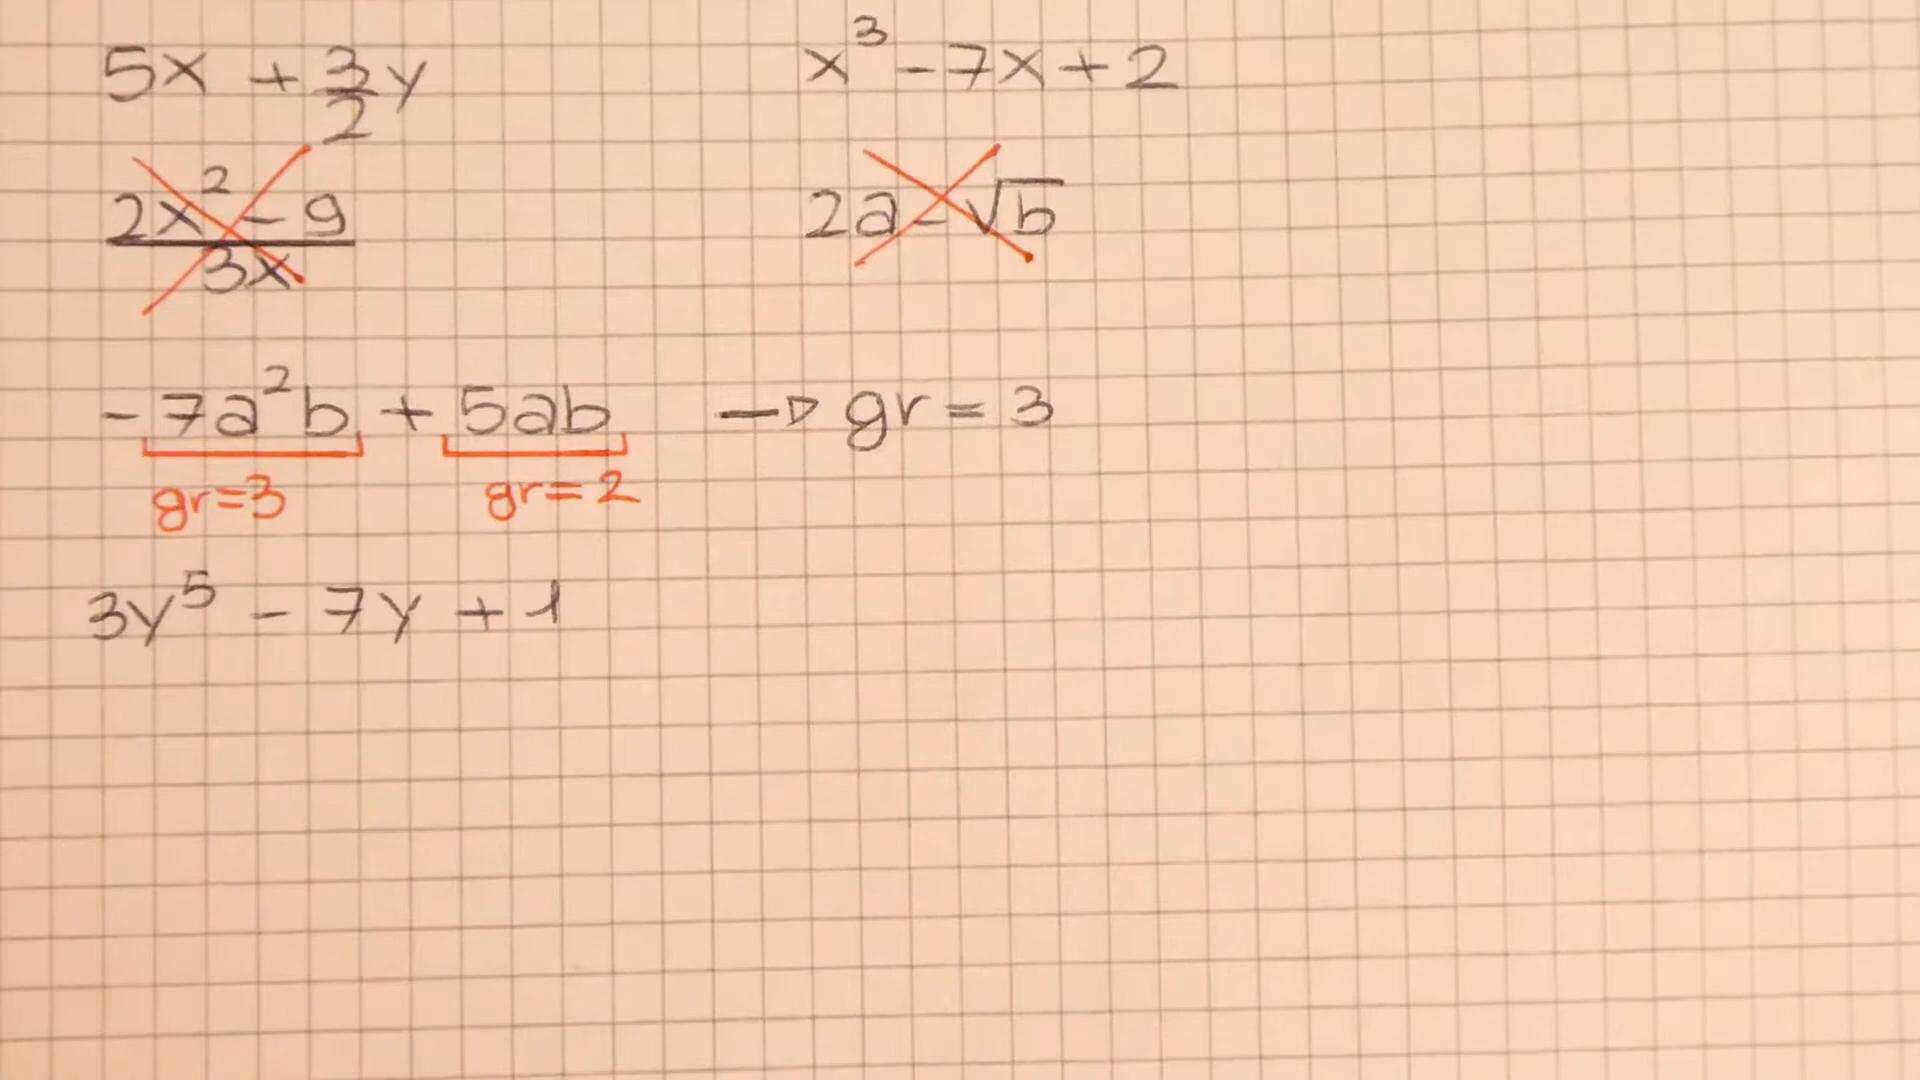 5x + 3/2 y
x³ - 7x + 2
2x² - 9 / 3x
2a - √b
- 7a²b + 5ab → gr = 3
gr=3 gr=2
3y⁵ - 7y + 1